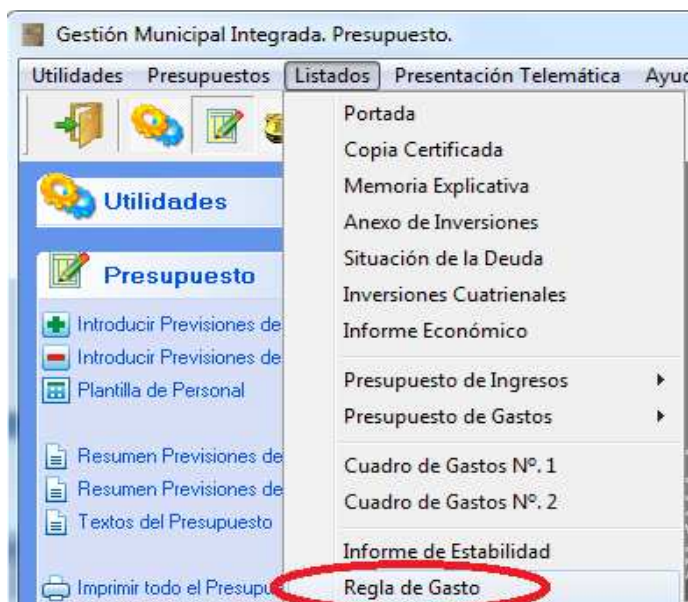 Gestión Municipal Integrada. Presupuesto.
Utilidades Presupuestos Listados Presentación Telemática
Portada
Copia Certificada
Memoria Explicativa
Anexo de Inversiones
Situación de la Deuda
Inversiones Cuatrienales
Informe Económico
Presupuesto de Ingresos
Presupuesto de Gastos
Cuadro de Gastos Nº. 1
Cuadro de Gastos Nº. 2
Informe de Estabilidad
Regla de Gasto
Utilidades
Presupuesto
Introducir Previsiones de
Introducir Previsiones de
Plantilla de Personal
Resumen Previsiones de
Resumen Previsiones de
Textos del Presupuesto
Imprimir todo el